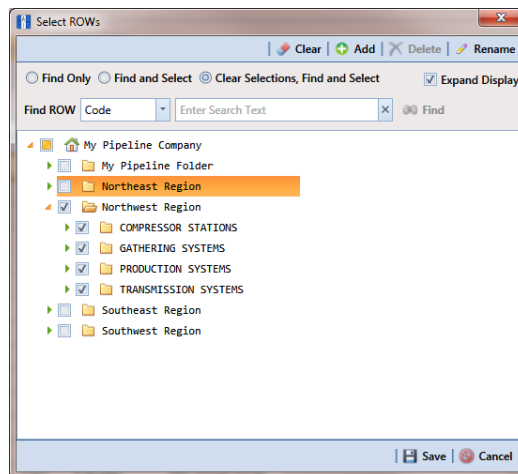 Select ROWs
Clear Add Delete Rename
Find Only Find and Select Clear Selections, Find and Select Expand Display
Find ROW Code Enter Search Text Find
My Pipeline Company
My Pipeline Folder
Northeast Region
Northwest Region
COMPRESSOR STATIONS
GATHERING SYSTEMS
PRODUCTION SYSTEMS
TRANSMISSION SYSTEMS
Southeast Region
Southwest Region
Save Cancel